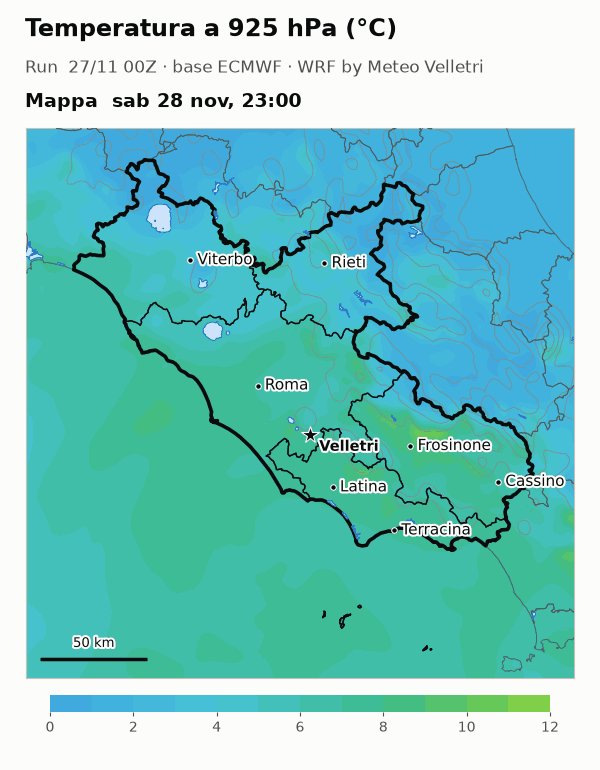 Temperatura a 925 hPa (°C)
Run  27/11 00Z · base ECMWF · WRF by Meteo Velletri
Mappa  sab 28 nov, 23:00
Viterbo
Rieti
Roma
Velletri
Frosinone
Latina
Cassino
Terracina
50 km
0 2 4 6 8 10 12